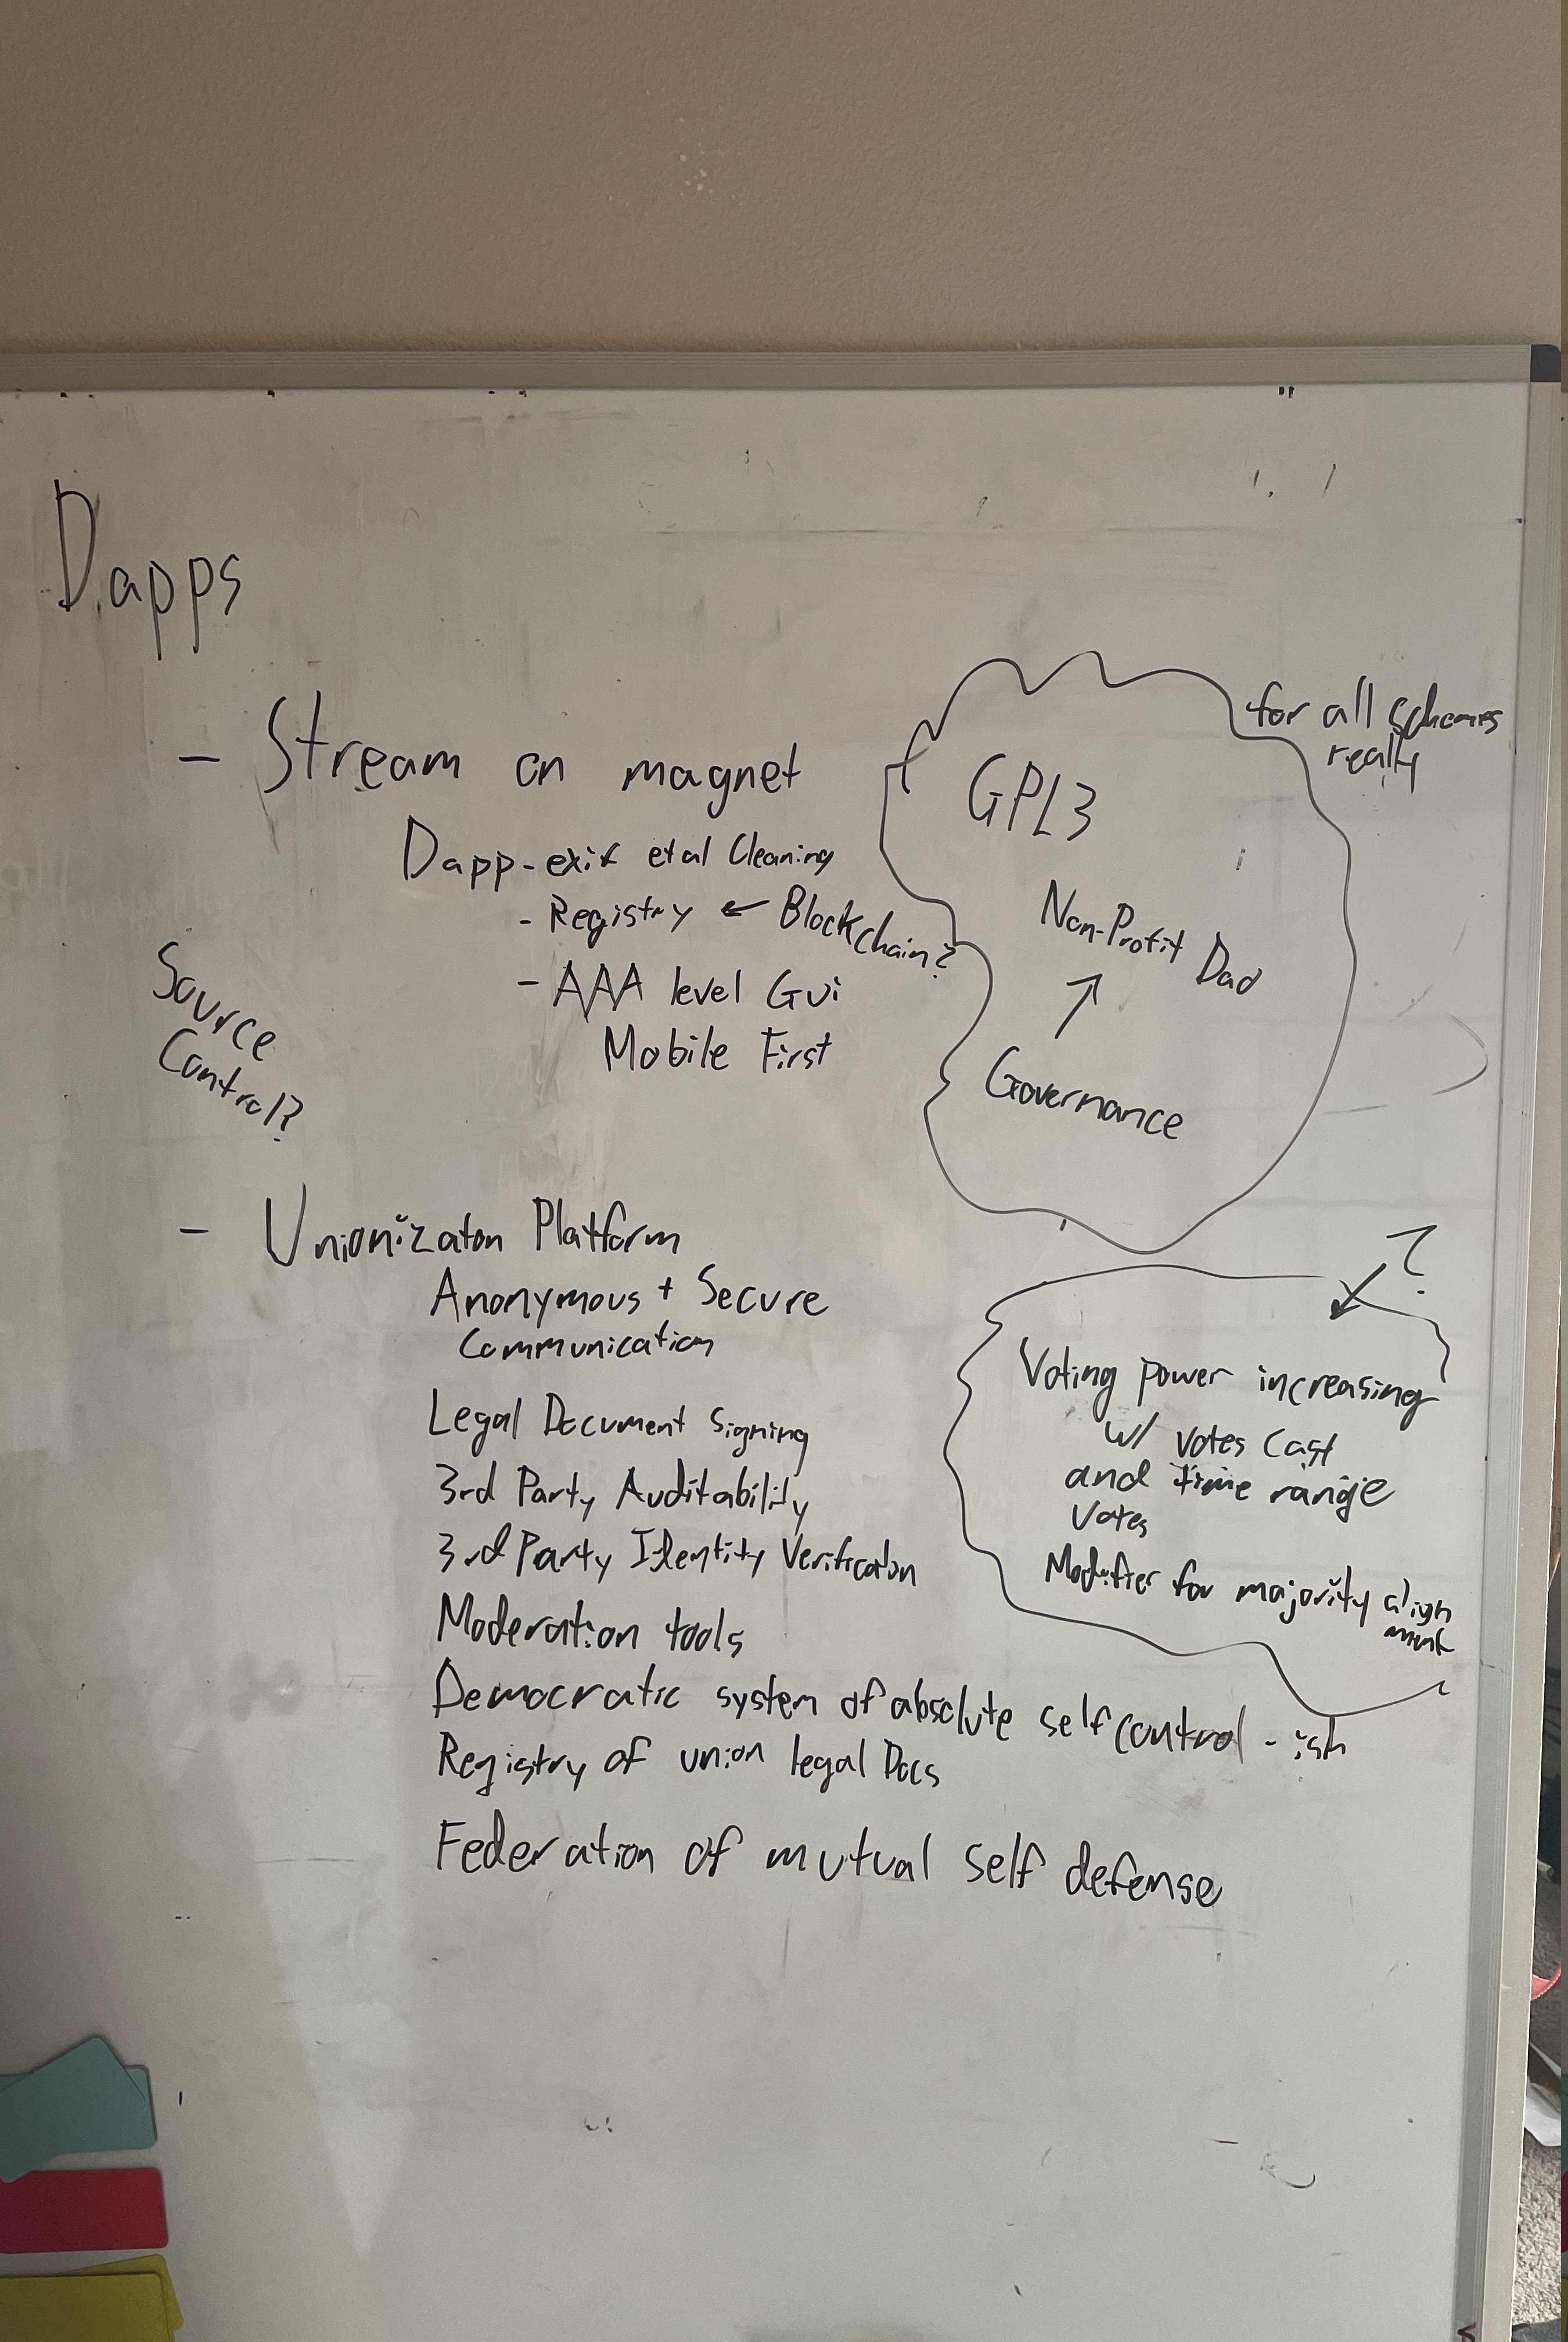 Dapps
- Stream on magnet
Dapp-exif etal Cleaning
- Registry ← Blockchain?
- AAA level Gui
Mobile First
Source
Control?
for all schemes
really
GPL3
Non-Profit Dao
Governance
- Unionizaton Platform
Anonymous + Secure
Communication
Legal Document Signing
3rd Party Auditability
3rd Party Identity Verification
Moderation tools
Democratic system of absolute self control - ish
Registry of union legal Docs
Federation of mutual self defense
?
Voting power increasing
w/ votes cast
and time range
votes
Modifier for majority align
ment